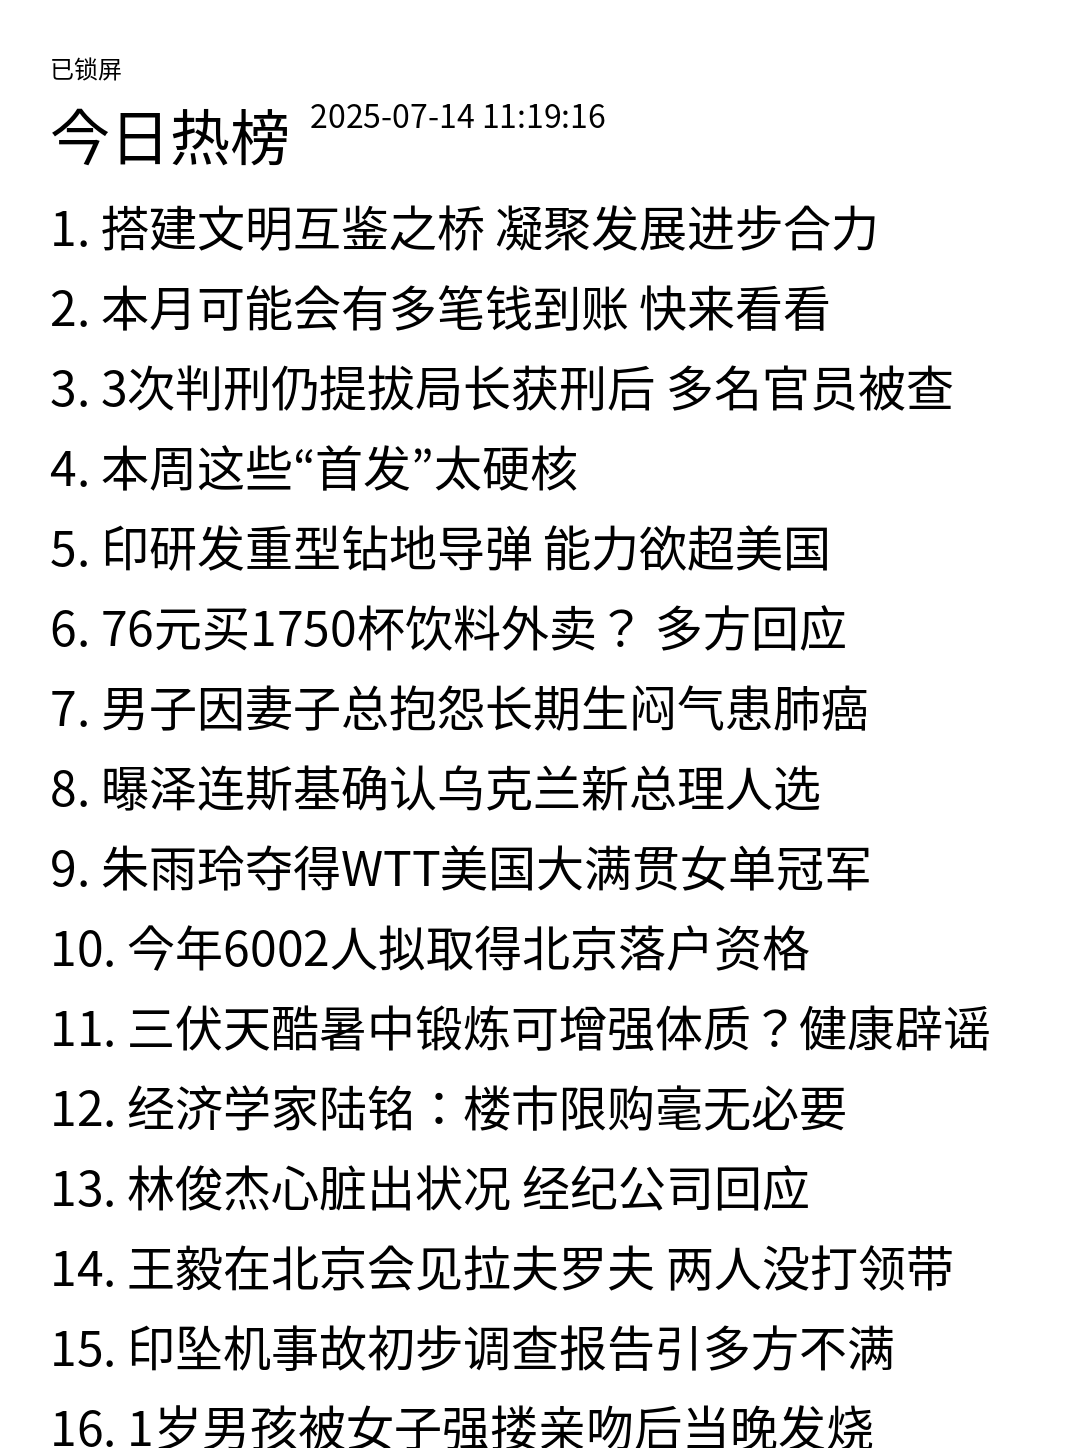 已锁屏
今日热榜 2025-07-14 11:19:16
1. 搭建文明互鉴之桥 凝聚发展进步合力
2. 本月可能会有多笔钱到账 快来看看
3. 3次判刑仍提拔局长获刑后 多名官员被查
4. 本周这些“首发”太硬核
5. 印研发重型钻地导弹 能力欲超美国
6. 76元买1750杯饮料外卖？ 多方回应
7. 男子因妻子总抱怨长期生闷气患肺癌
8. 曝泽连斯基确认乌克兰新总理人选
9. 朱雨玲夺得WTT美国大满贯女单冠军
10. 今年6002人拟取得北京落户资格
11. 三伏天酷暑中锻炼可增强体质？健康辟谣
12. 经济学家陆铭：楼市限购毫无必要
13. 林俊杰心脏出状况 经纪公司回应
14. 王毅在北京会见拉夫罗夫 两人没打领带
15. 印坠机事故初步调查报告引多方不满
16. 1岁男孩被女子强搂亲吻后当晚发烧